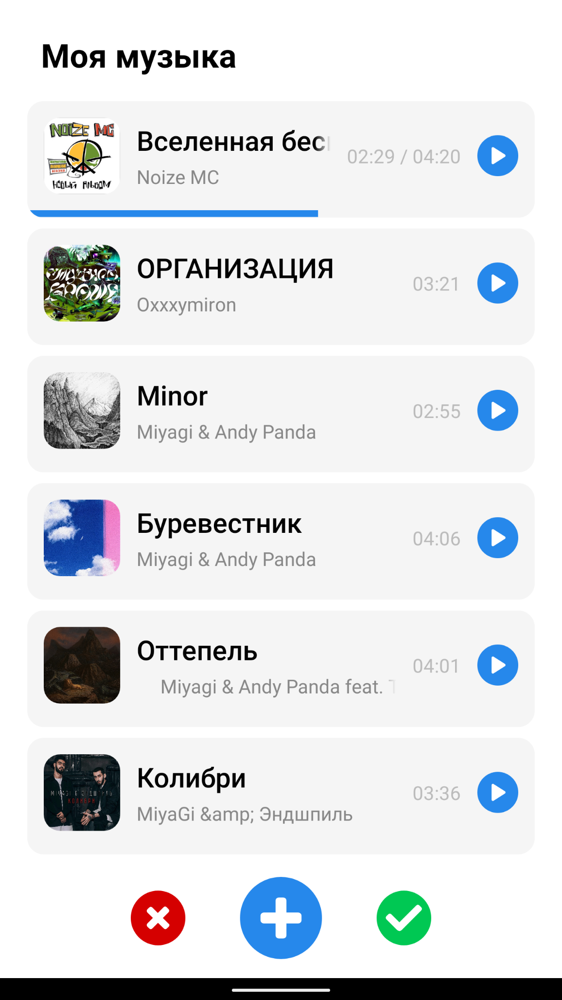 Моя музыка
NOIZE MC
НОВЫЙ АЛЬБОМ
Вселенная бес
02:29 / 04:20
Noize MC
ОРГАНИЗАЦИЯ
03:21
Oxxxymiron
Minor
02:55
Miyagi & Andy Panda
Буревестник
04:06
Miyagi & Andy Panda
Оттепель
04:01
Miyagi & Andy Panda feat. T
Колибри
03:36
MiyaGi &amp; Эндшпиль
MIYAGI & ЭНДШПИЛЬ
КОЛИБРИ